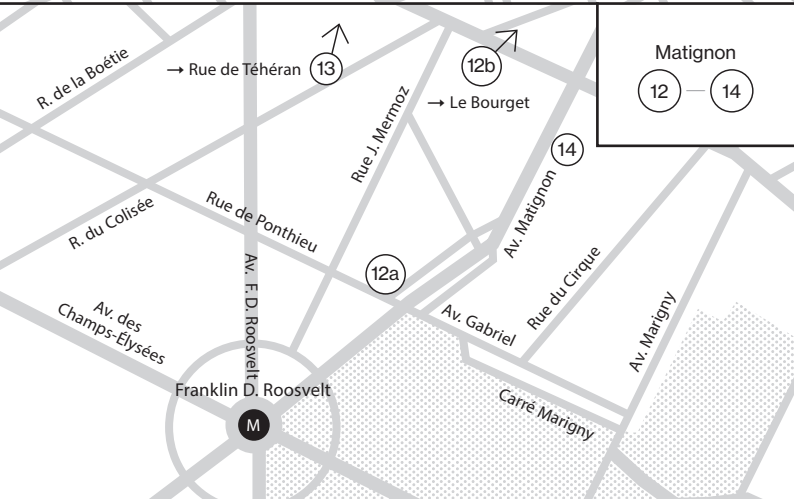 Matignon
12 — 14
R. de la Boétie
→ Rue de Téhéran 13
12b
→ Le Bourget
Rue J. Mermoz
14
Av. Matignon
R. du Colisée
Rue de Ponthieu
12a
Av. F. D. Roosvelt
Av. Gabriel
Rue du Cirque
Av. Marigny
Av. des
Champs-Élysées
Franklin D. Roosvelt
M
Carré Marigny